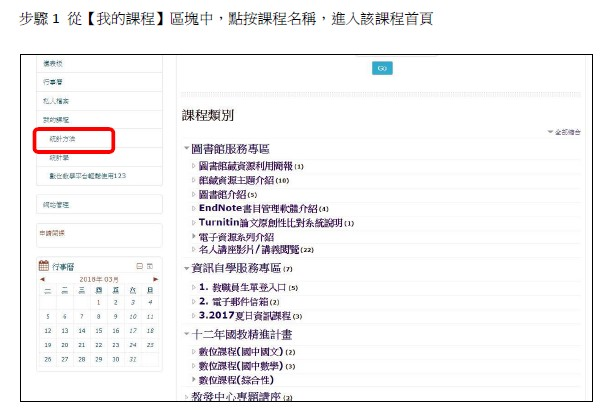 步驟 1 從【我的課程】區塊中，點按課程名稱，進入該課程首頁
儀表板
行事曆
私人檔案
我的課程
統計方法
統計學
數位教學平台輕鬆使用123
網站管理
申請開課
行事曆
2018年 03月
一 二 三 四 五 六 日
1 2 3 4
5 6 7 8 9 10 11
12 13 14 15 16 17 18
19 20 21 22 23 24 25
26 27 28 29 30 31
Go
課程類別
全部縮合
圖書館服務專區
圖書館館藏資源利用簡報 (1)
館藏資源主題介紹 (10)
圖書館介紹 (5)
EndNote書目管理軟體介紹 (4)
Turnitin論文原創性比對系統說明 (1)
電子資源系列介紹
名人講座影片/講義閱覽 (22)
資訊自學服務專區 (7)
1. 教職員生單登入口 (5)
2. 電子郵件信箱 (2)
3.2017夏日資訊課程 (3)
十二年國教精進計畫
數位課程(國中國文) (2)
數位課程(國中數學) (3)
數位課程(綜合性)
教發中心專題講座 (2)